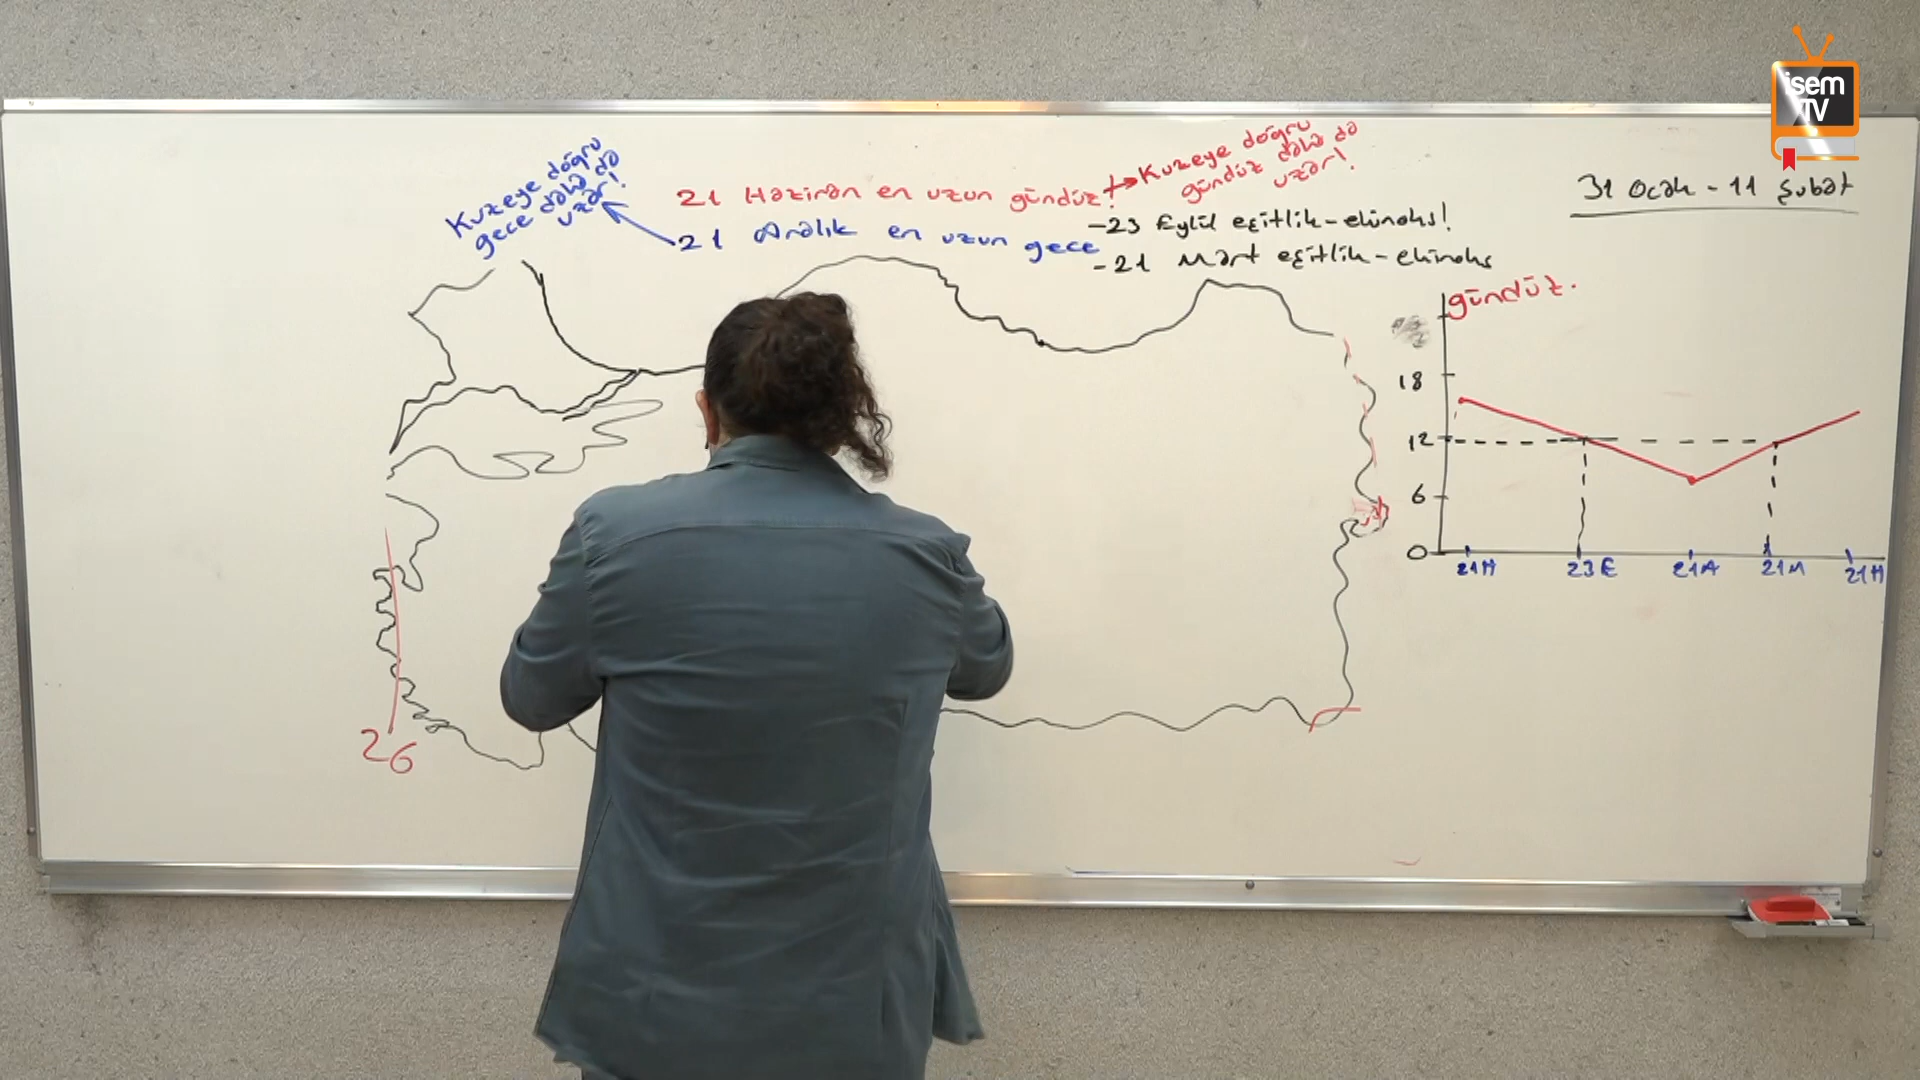 isem
TV
Kuzeye doğru
gece daha da
uzar!
21 Haziran en uzun gündüz!
Kuzeye doğru
gündüz daha da
uzar!
21 Aralık en uzun gece
-23 Eylül eşitlik-ekinoks!
-21 Mart eşitlik-ekinoks
31 Ocak - 11 Şubat
gündüz.
18
12
6
0
21H 23E 21A 21M 21H
26